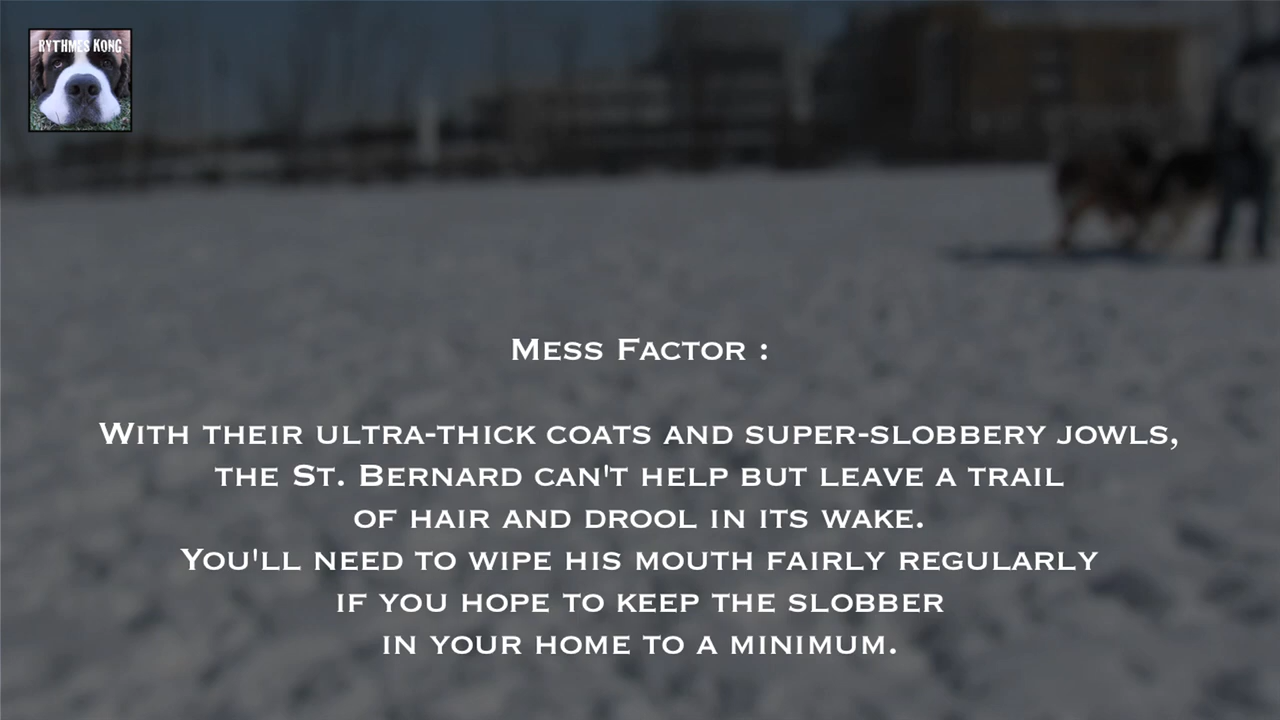 RYTHMES KONG
Mess Factor :
With their ultra-thick coats and super-slobbery jowls,
the St. Bernard can't help but leave a trail
of hair and drool in its wake.
You'll need to wipe his mouth fairly regularly
if you hope to keep the slobber
in your home to a minimum.